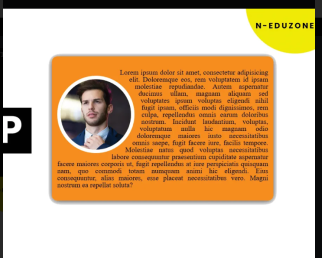 N-EDUZONE
P
Lorem ipsum dolor sit amet, consectetur adipisicing
elit. Doloremque eos, rem voluptatem id ipsam
molestiae repudiandae. Autem aspernatur
ducimus ullam, magnam aliquam sed
voluptates ipsum voluptas eligendi nihil
fugit ipsam, officiis modi dignissimos, rem
culpa, repellendus omnis earum doloribus
nostrum. Incidunt laudantium, voluptas,
voluptatum nulla hic magnam odio
doloremque maiores iusto necessitatibus
omnis saepe, fugit facere iure, facilis tempore.
Molestiae natus quod voluptas necessitatibus
labore consequuntur praesentium cupiditate aspernatur
facere maiores corporis ut, fugit repellendus at iure perspiciatis quisquam
nam, quo commodi totam numquam animi hic eligendi. Eius
consequuntur, alias maiores, esse placeat necessitatibus vero. Magni
nostrum ea repellat soluta?